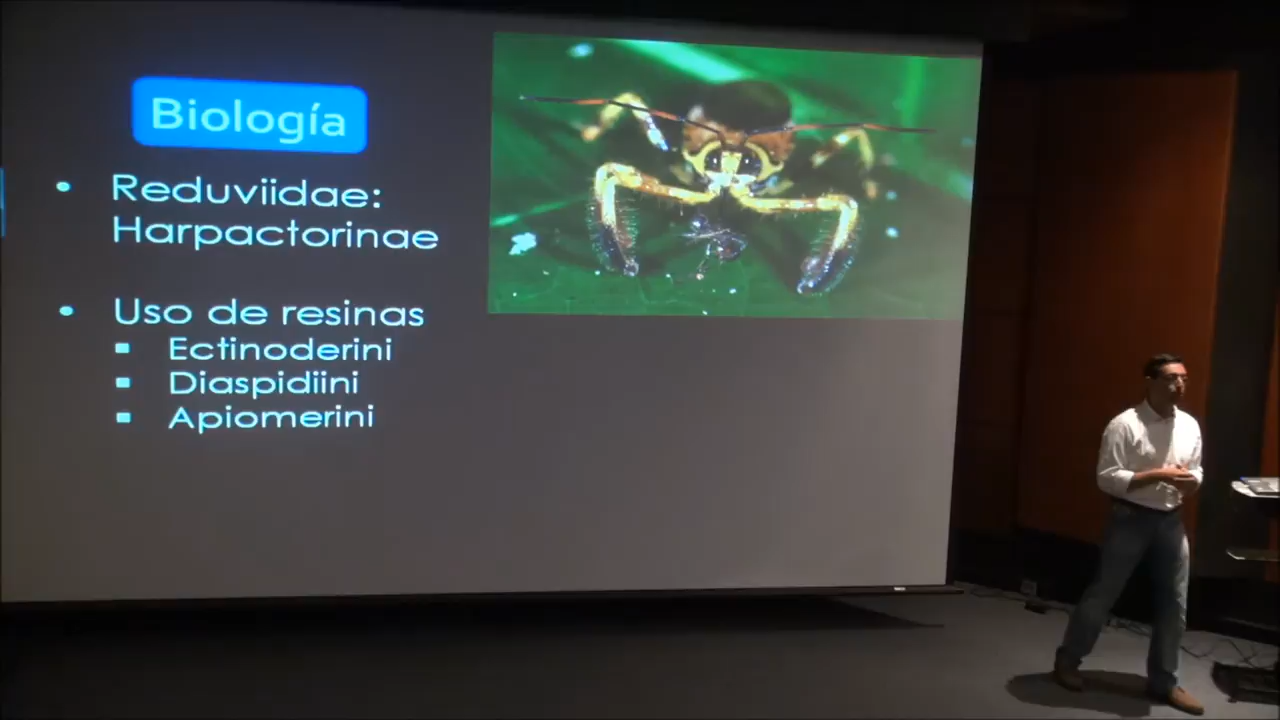 Biología
• Reduviidae:
Harpactorinae
• Uso de resinas
▪ Ectinoderini
▪ Diaspidiini
▪ Apiomerini